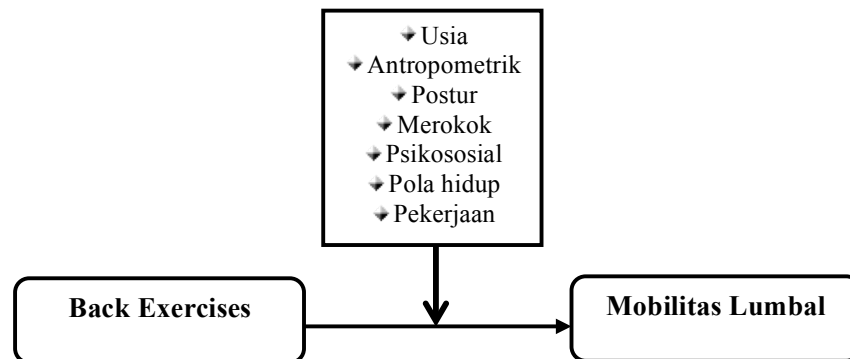 Usia
Antropometrik
Postur
Merokok
Psikososial
Pola hidup
Pekerjaan
Back Exercises
Mobilitas Lumbal